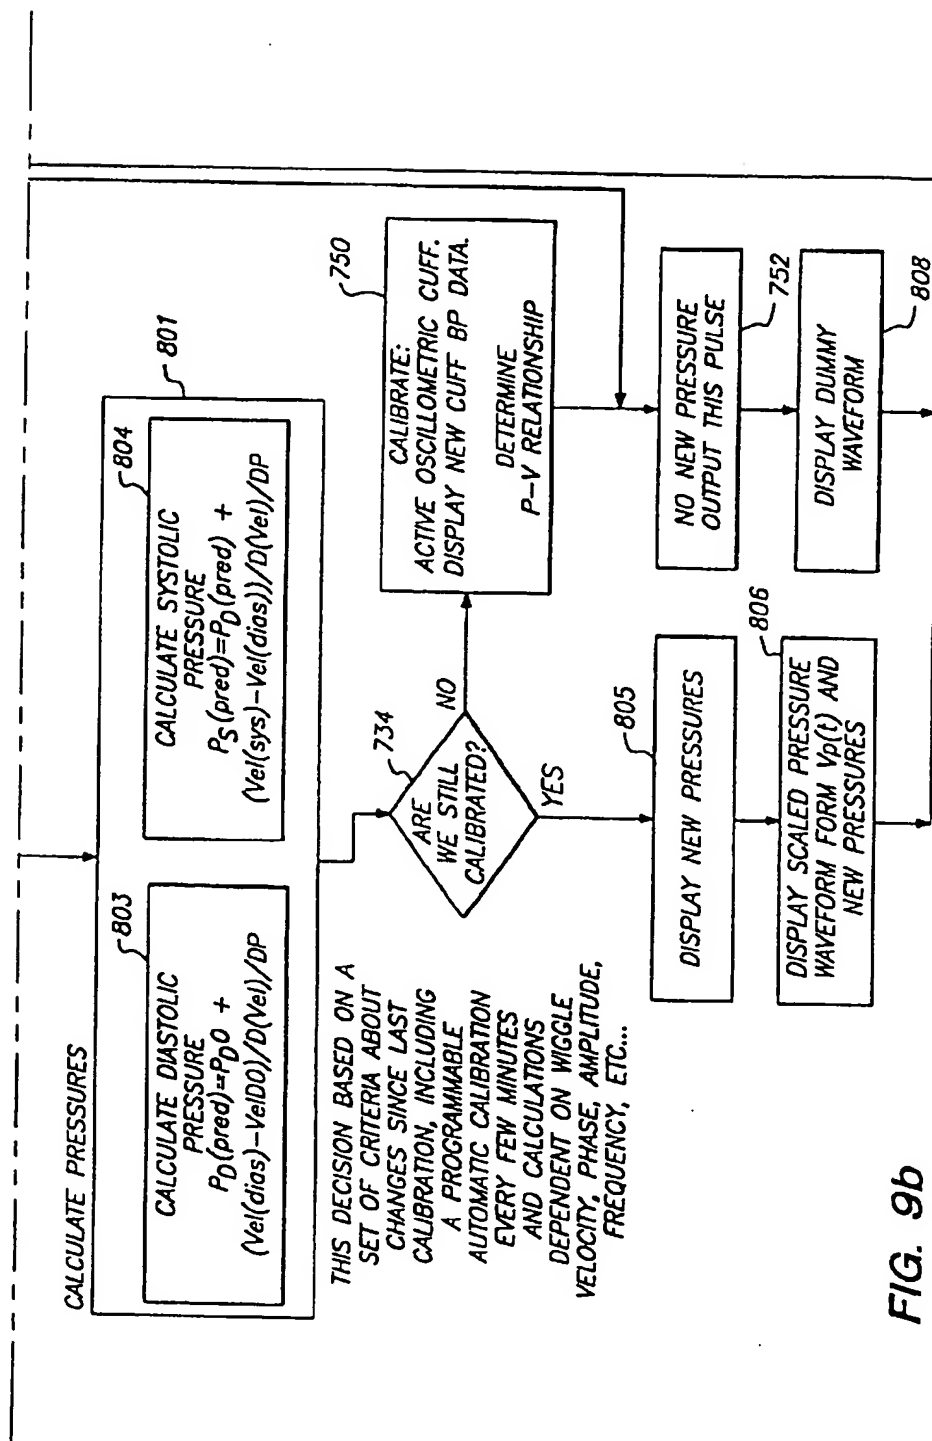 CALCULATE PRESSURES
801
803
CALCULATE DIASTOLIC
PRESSURE
P_D(pred)=P_D0 +
(Vel(dias)-VelD0)/D(Vel)/DP
804
CALCULATE SYSTOLIC
PRESSURE
P_S(pred)=P_D(pred) +
(Vel(sys)-Vel(dias))/D(Vel)/DP
THIS DECISION BASED ON A
SET OF CRITERIA ABOUT
CHANGES SINCE LAST
CALIBRATION, INCLUDING
A PROGRAMMABLE
AUTOMATIC CALIBRATION
EVERY FEW MINUTES
AND CALCULATIONS
DEPENDENT ON WIGGLE
VELOCITY, PHASE, AMPLITUDE,
FREQUENCY, ETC...
734
ARE
WE STILL
CALIBRATED?
NO
YES
750
CALIBRATE:
ACTIVE OSCILLOMETRIC CUFF.
DISPLAY NEW CUFF BP DATA.
DETERMINE
P-V RELATIONSHIP
805
DISPLAY NEW PRESSURES
806
DISPLAY SCALED PRESSURE
WAVEFORM FORM Vp(t) AND
NEW PRESSURES
752
NO NEW PRESSURE
OUTPUT THIS PULSE
808
DISPLAY DUMMY
WAVEFORM
FIG. 9b